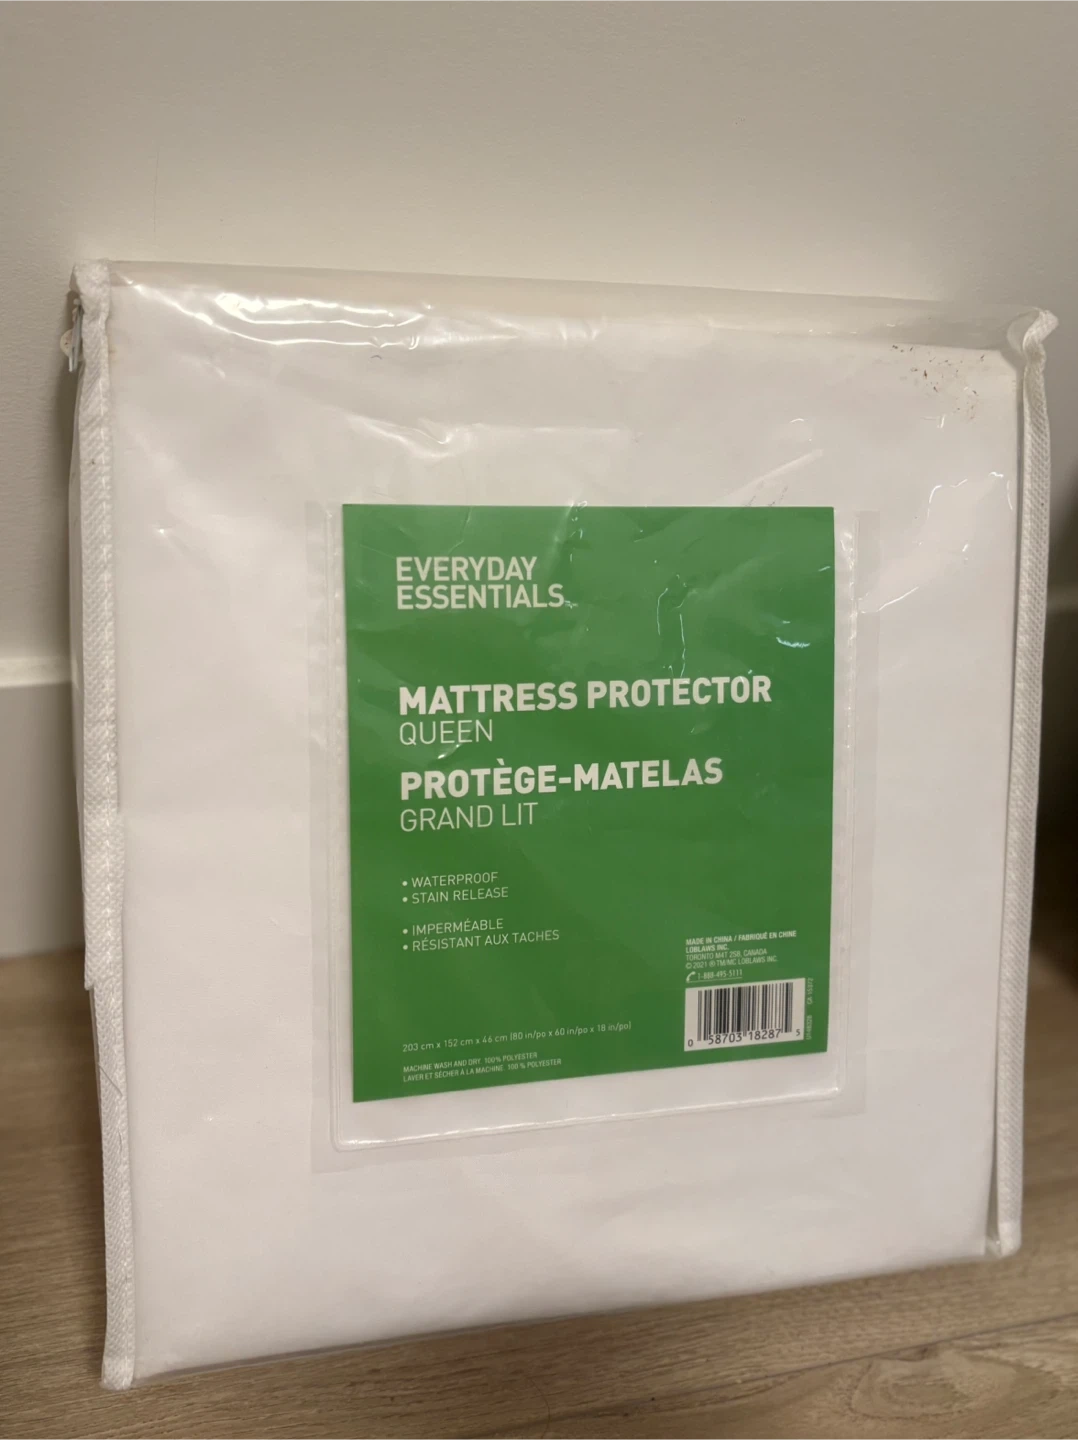 EVERYDAY
ESSENTIALS™
MATTRESS PROTECTOR
QUEEN
PROTÈGE-MATELAS
GRAND LIT
• WATERPROOF
• STAIN RELEASE
• IMPERMÉABLE
• RÉSISTANT AUX TACHES
MADE IN CHINA / FABRIQUÉ EN CHINE
LOBLAWS INC.
TORONTO M4T 2S8, CANADA
© 2021 ® TM/MC LOBLAWS INC.
1-888-495-5111
0 58703 18287 5
203 cm x 152 cm x 46 cm (80 in/po x 60 in/po x 18 in/po)
MACHINE WASH AND DRY. 100% POLYESTER
LAVER ET SÉCHER À LA MACHINE. 100 % POLYESTER